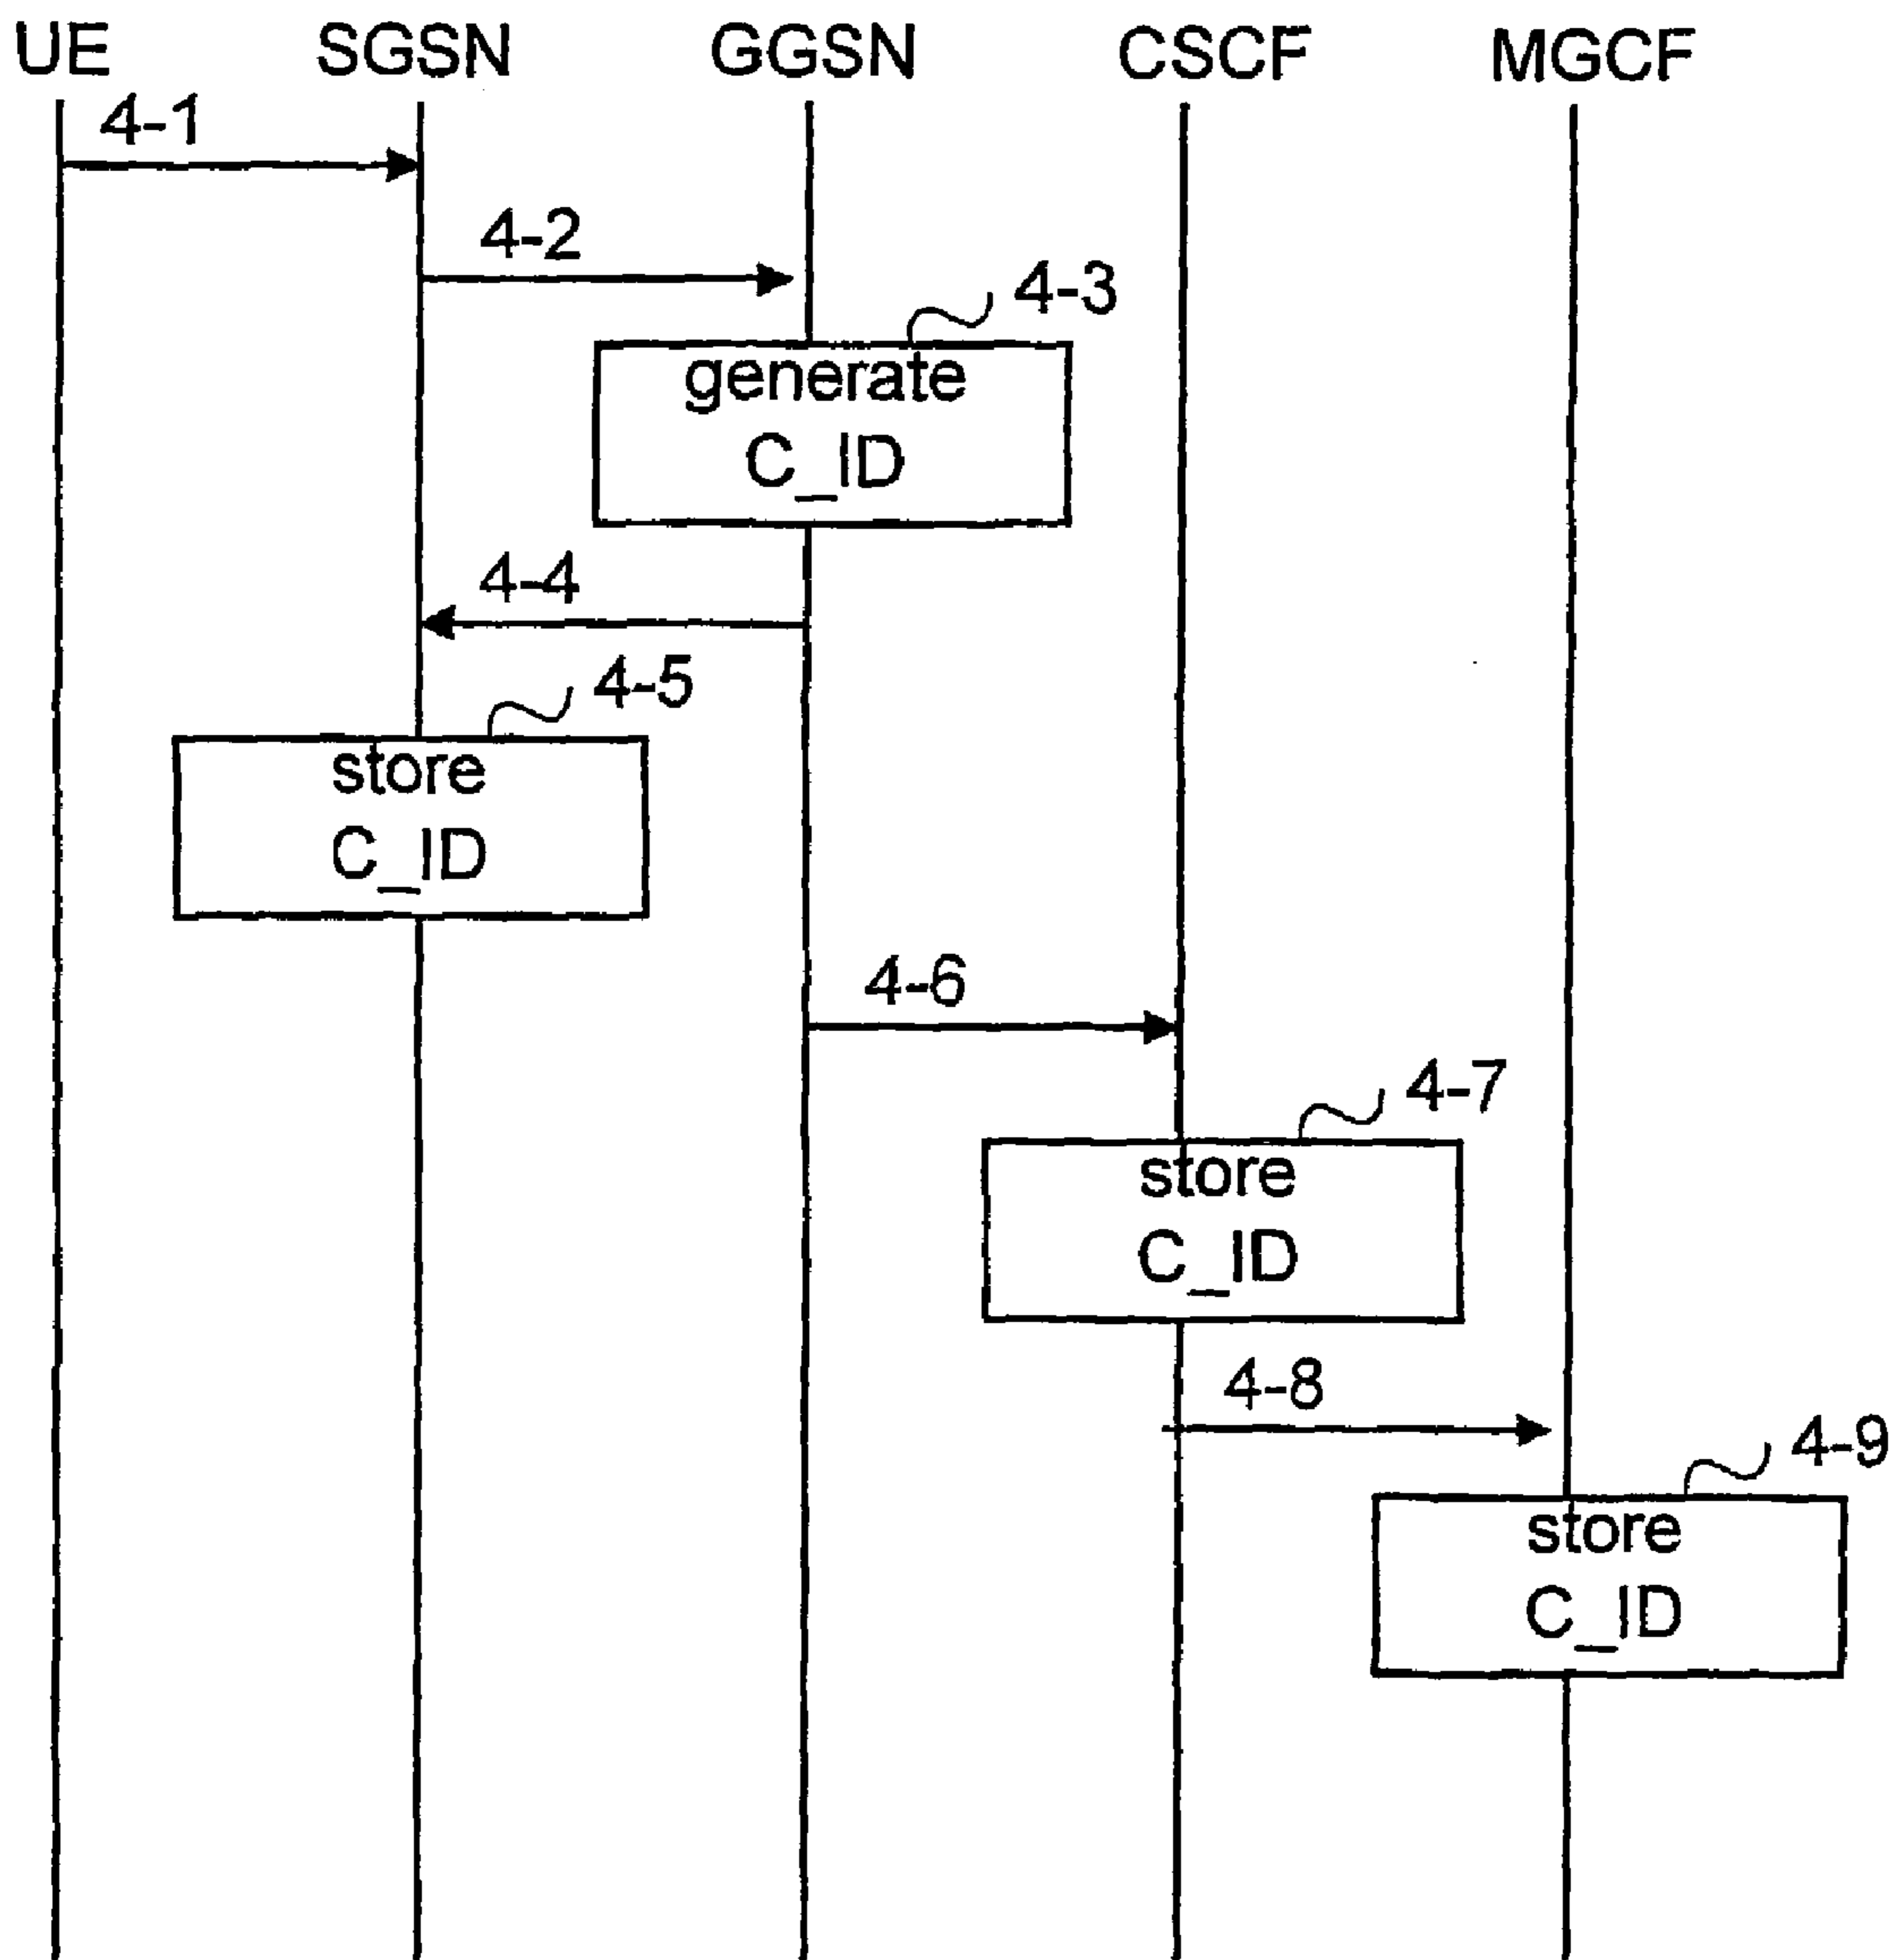 UE SGSN GGSN CSCF MGCF
4-1
4-2
4-3
generate
C_ID
4-4
4-5
store
C_ID
4-6
4-7
store
C_ID
4-8
4-9
store
C_ID